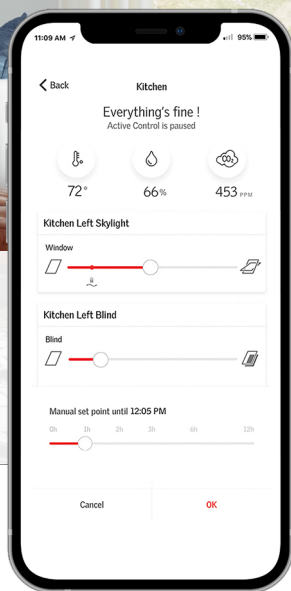 11:09 AM
95%
Back
Kitchen
Everything's fine !
Active Control is paused
CO₂
72°
66%
453 PPM
Kitchen Left Skylight
Window
Kitchen Left Blind
Blind
Manual set point until 12:05 PM
0h 1h 2h 3h 6h 12h
Cancel
OK